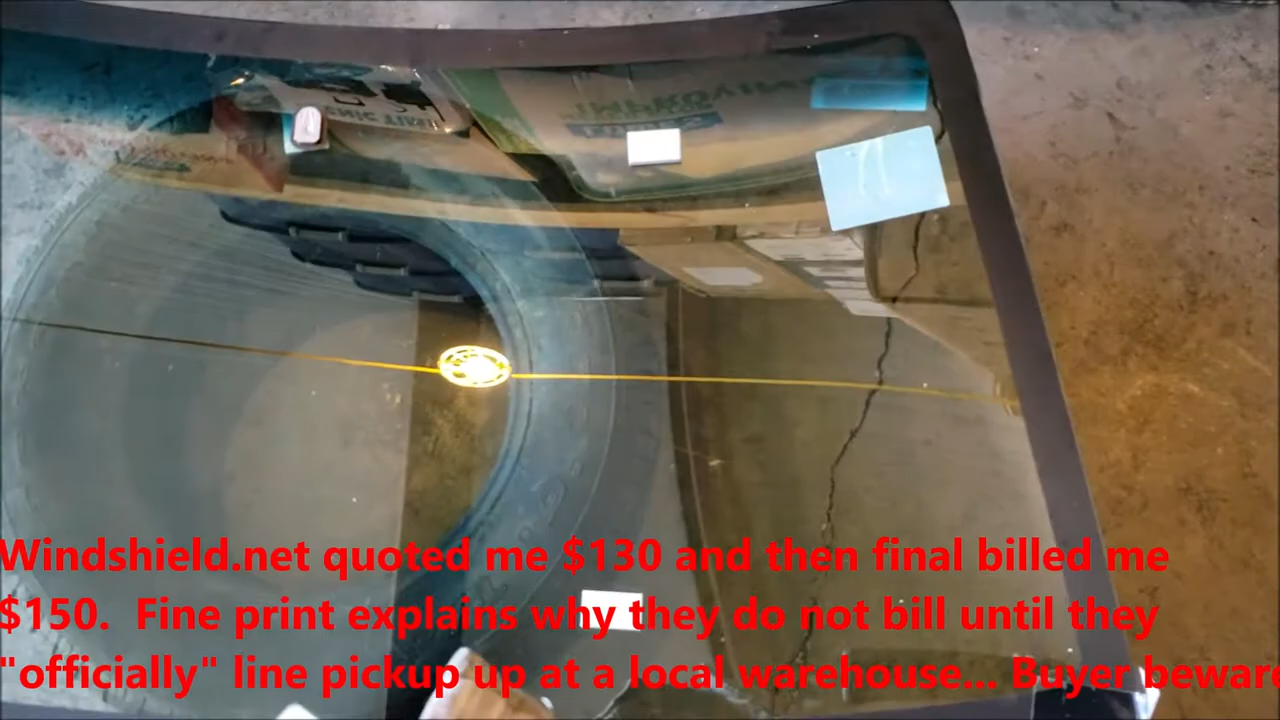 Windshield.net quoted me $130 and then final billed me
$150.  Fine print explains why they do not bill until they
"officially" line pickup up at a local warehouse... Buyer beware